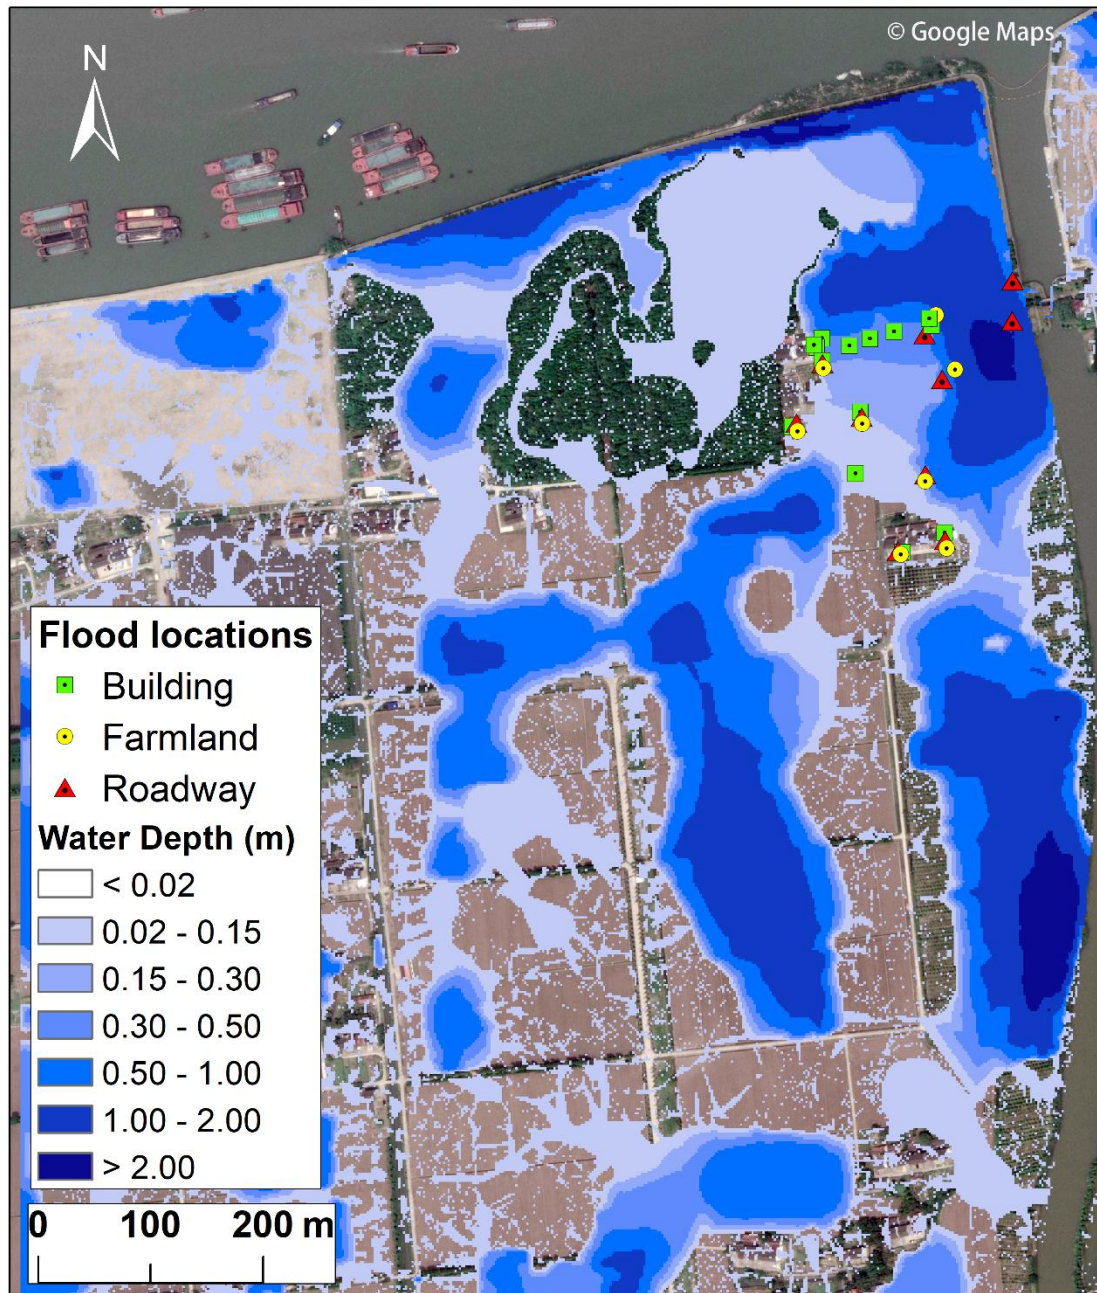 © Google Maps
N
Flood locations
Building
Farmland
Roadway
Water Depth (m)
< 0.02
0.02 - 0.15
0.15 - 0.30
0.30 - 0.50
0.50 - 1.00
1.00 - 2.00
> 2.00
0 100 200 m